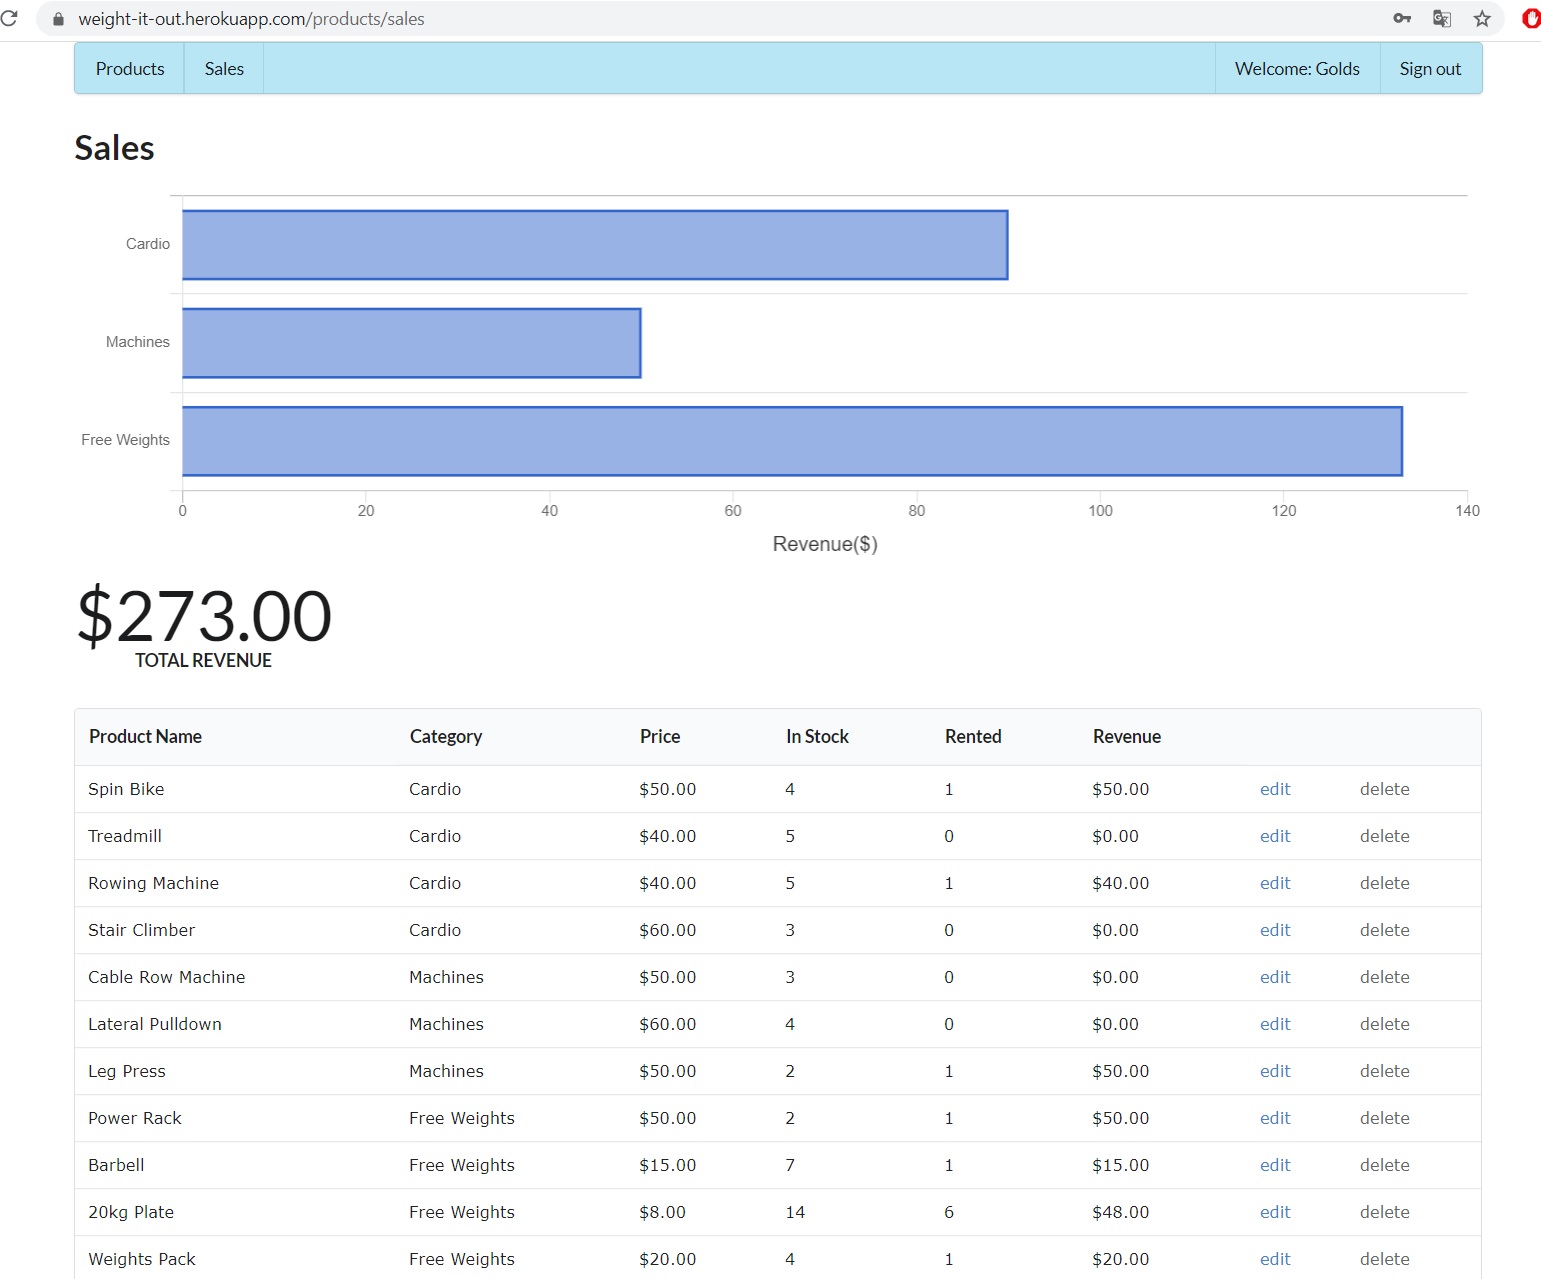 weight-it-out.herokuapp.com/products/sales
Products Sales Welcome: Golds Sign out
Sales
Cardio
Machines
Free Weights
0 20 40 60 80 100 120 140
Revenue($)
$273.00
TOTAL REVENUE
Product Name Category Price In Stock Rented Revenue
Spin Bike Cardio $50.00 4 1 $50.00 edit delete
Treadmill Cardio $40.00 5 0 $0.00 edit delete
Rowing Machine Cardio $40.00 5 1 $40.00 edit delete
Stair Climber Cardio $60.00 3 0 $0.00 edit delete
Cable Row Machine Machines $50.00 3 0 $0.00 edit delete
Lateral Pulldown Machines $60.00 4 0 $0.00 edit delete
Leg Press Machines $50.00 2 1 $50.00 edit delete
Power Rack Free Weights $50.00 2 1 $50.00 edit delete
Barbell Free Weights $15.00 7 1 $15.00 edit delete
20kg Plate Free Weights $8.00 14 6 $48.00 edit delete
Weights Pack Free Weights $20.00 4 1 $20.00 edit delete